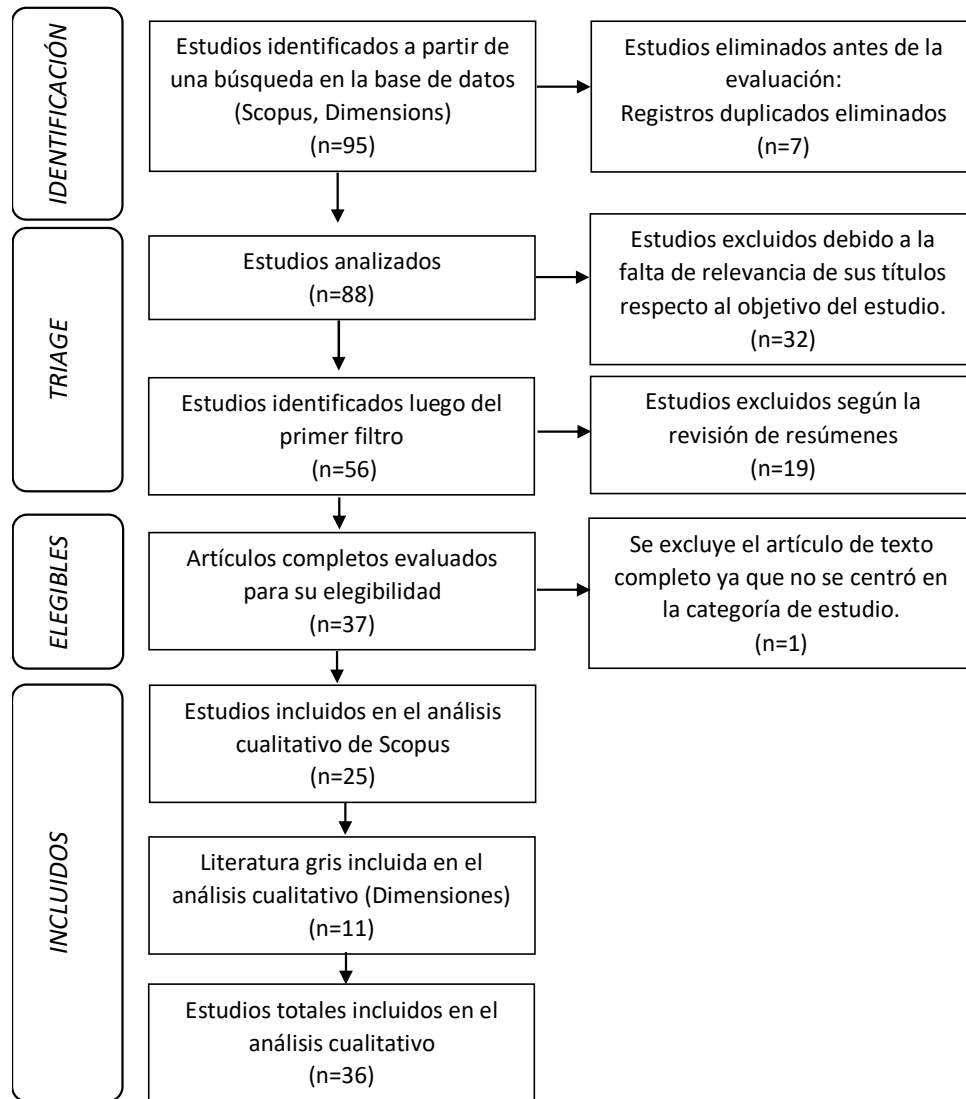 IDENTIFICACIÓN
Estudios identificados a partir de
una búsqueda en la base de datos
(Scopus, Dimensions)
(n=95)
Estudios eliminados antes de la
evaluación:
Registros duplicados eliminados
(n=7)
TRIAGE
Estudios analizados
(n=88)
Estudios excluidos debido a la
falta de relevancia de sus títulos
respecto al objetivo del estudio.
(n=32)
Estudios identificados luego del
primer filtro
(n=56)
Estudios excluidos según la
revisión de resúmenes
(n=19)
ELEGIBLES
Artículos completos evaluados
para su elegibilidad
(n=37)
Se excluye el artículo de texto
completo ya que no se centró en
la categoría de estudio.
(n=1)
INCLUIDOS
Estudios incluidos en el análisis
cualitativo de Scopus
(n=25)
Literatura gris incluida en el
análisis cualitativo (Dimensiones)
(n=11)
Estudios totales incluidos en el
análisis cualitativo
(n=36)